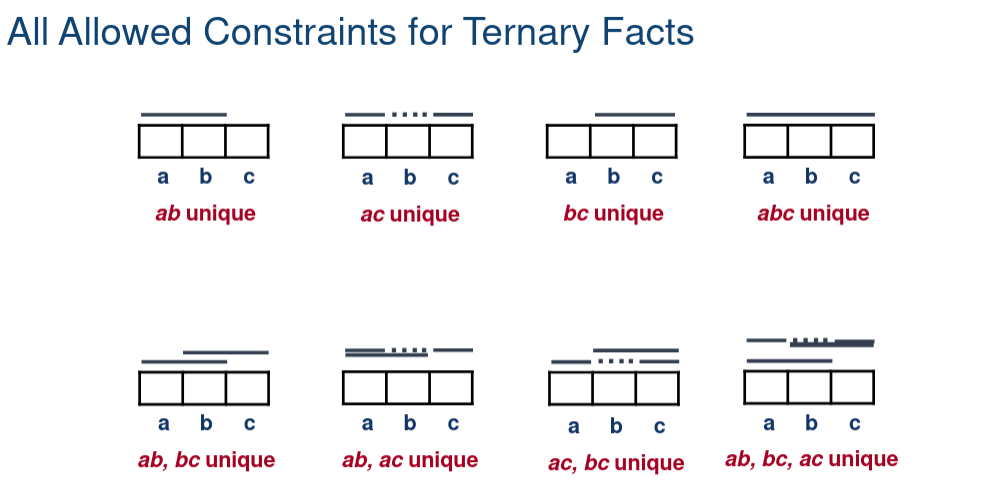 All Allowed Constraints for Ternary Facts
a b c
a b c
a b c
a b c
ab unique
ac unique
bc unique
abc unique
a b c
a b c
a b c
a b c
ab, bc unique
ab, ac unique
ac, bc unique
ab, bc, ac unique